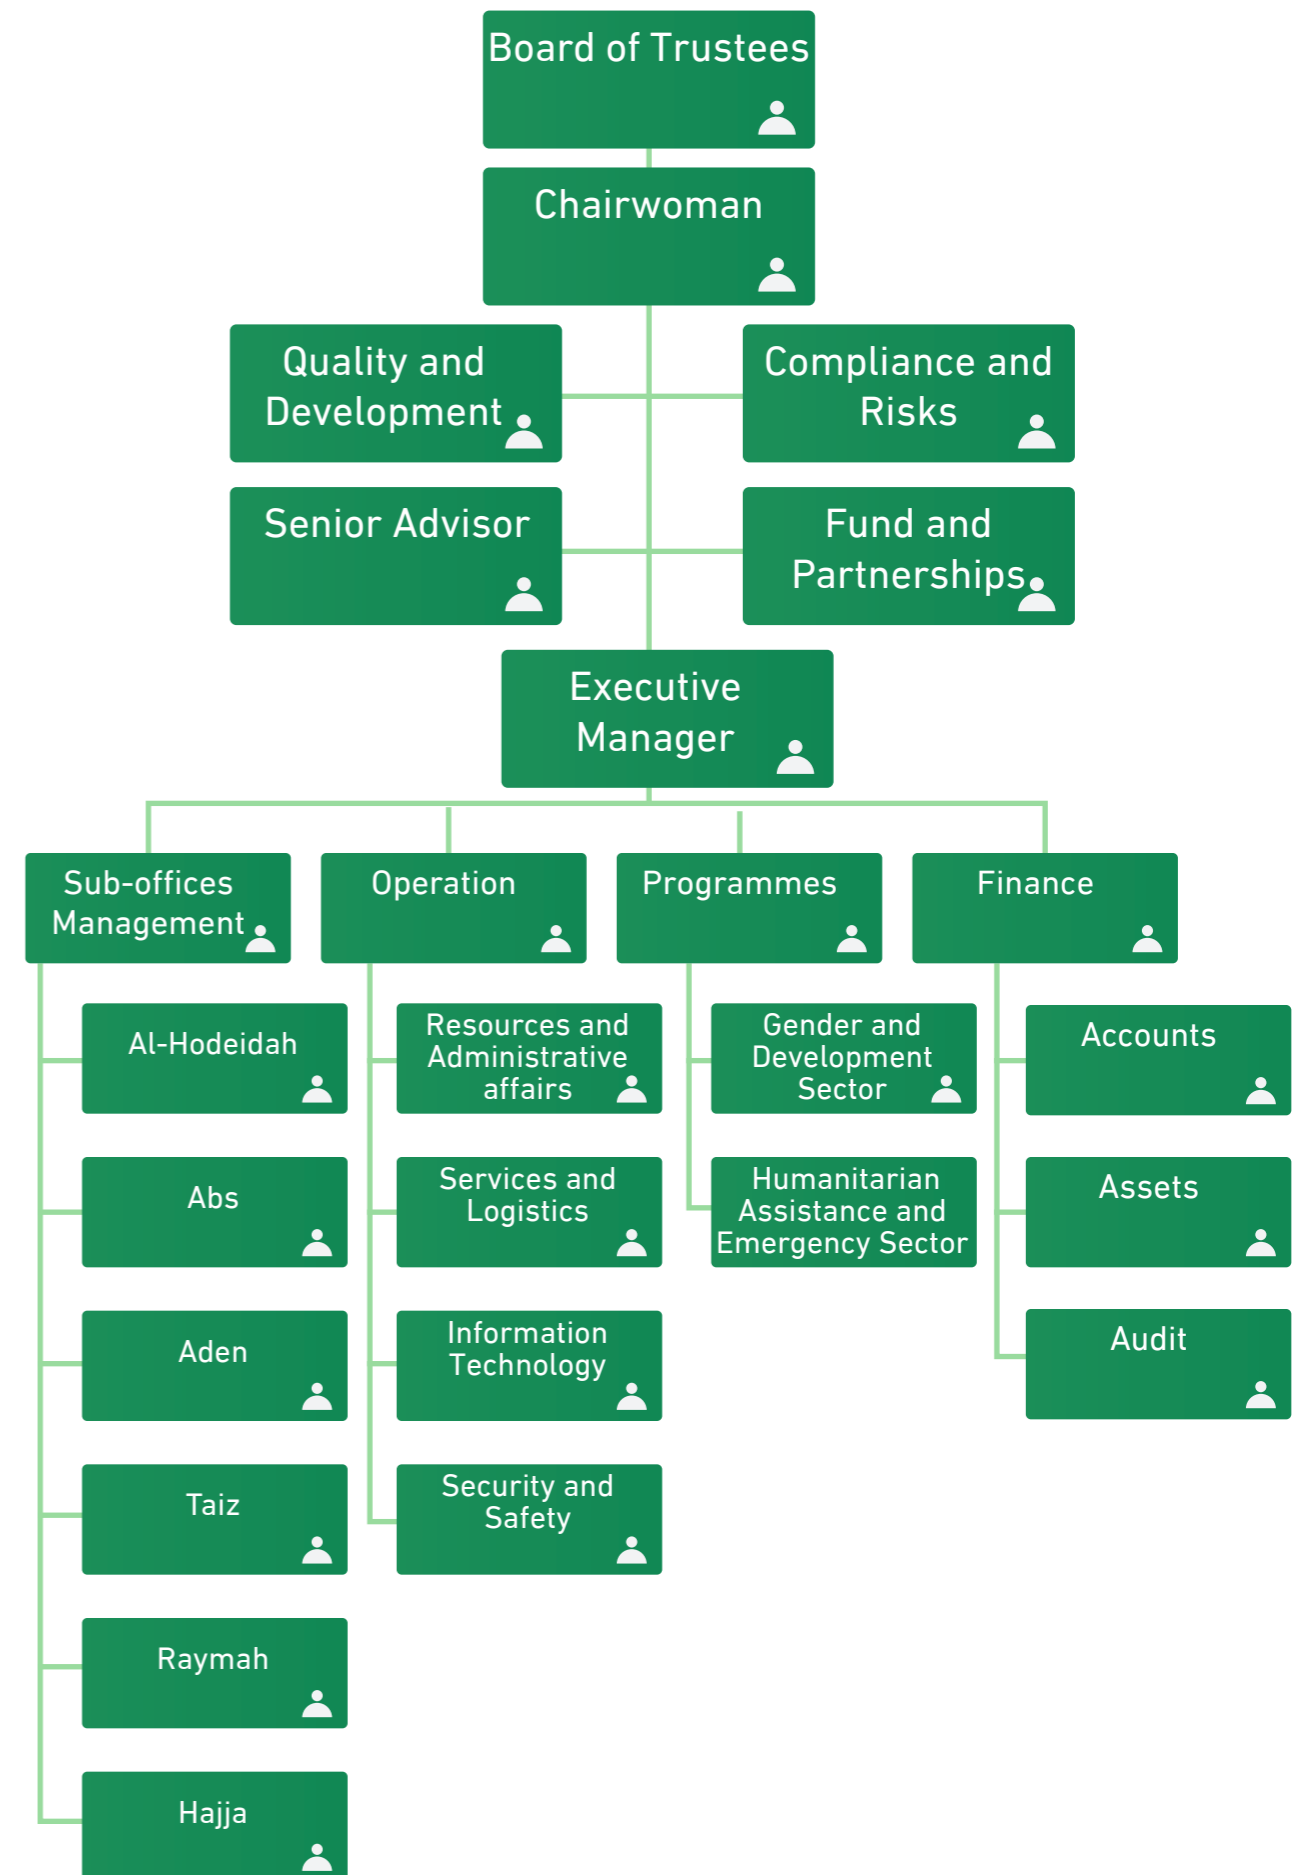 Board of Trustees
Chairwoman
Quality and
Development
Compliance and
Risks
Senior Advisor
Fund and
Partnerships
Executive
Manager
Sub-offices
Management
Operation
Programmes
Finance
Al-Hodeidah
Abs
Aden
Taiz
Raymah
Hajja
Resources and
Administrative
affairs
Services and
Logistics
Information
Technology
Security and
Safety
Gender and
Development
Sector
Humanitarian
Assistance and
Emergency Sector
Accounts
Assets
Audit